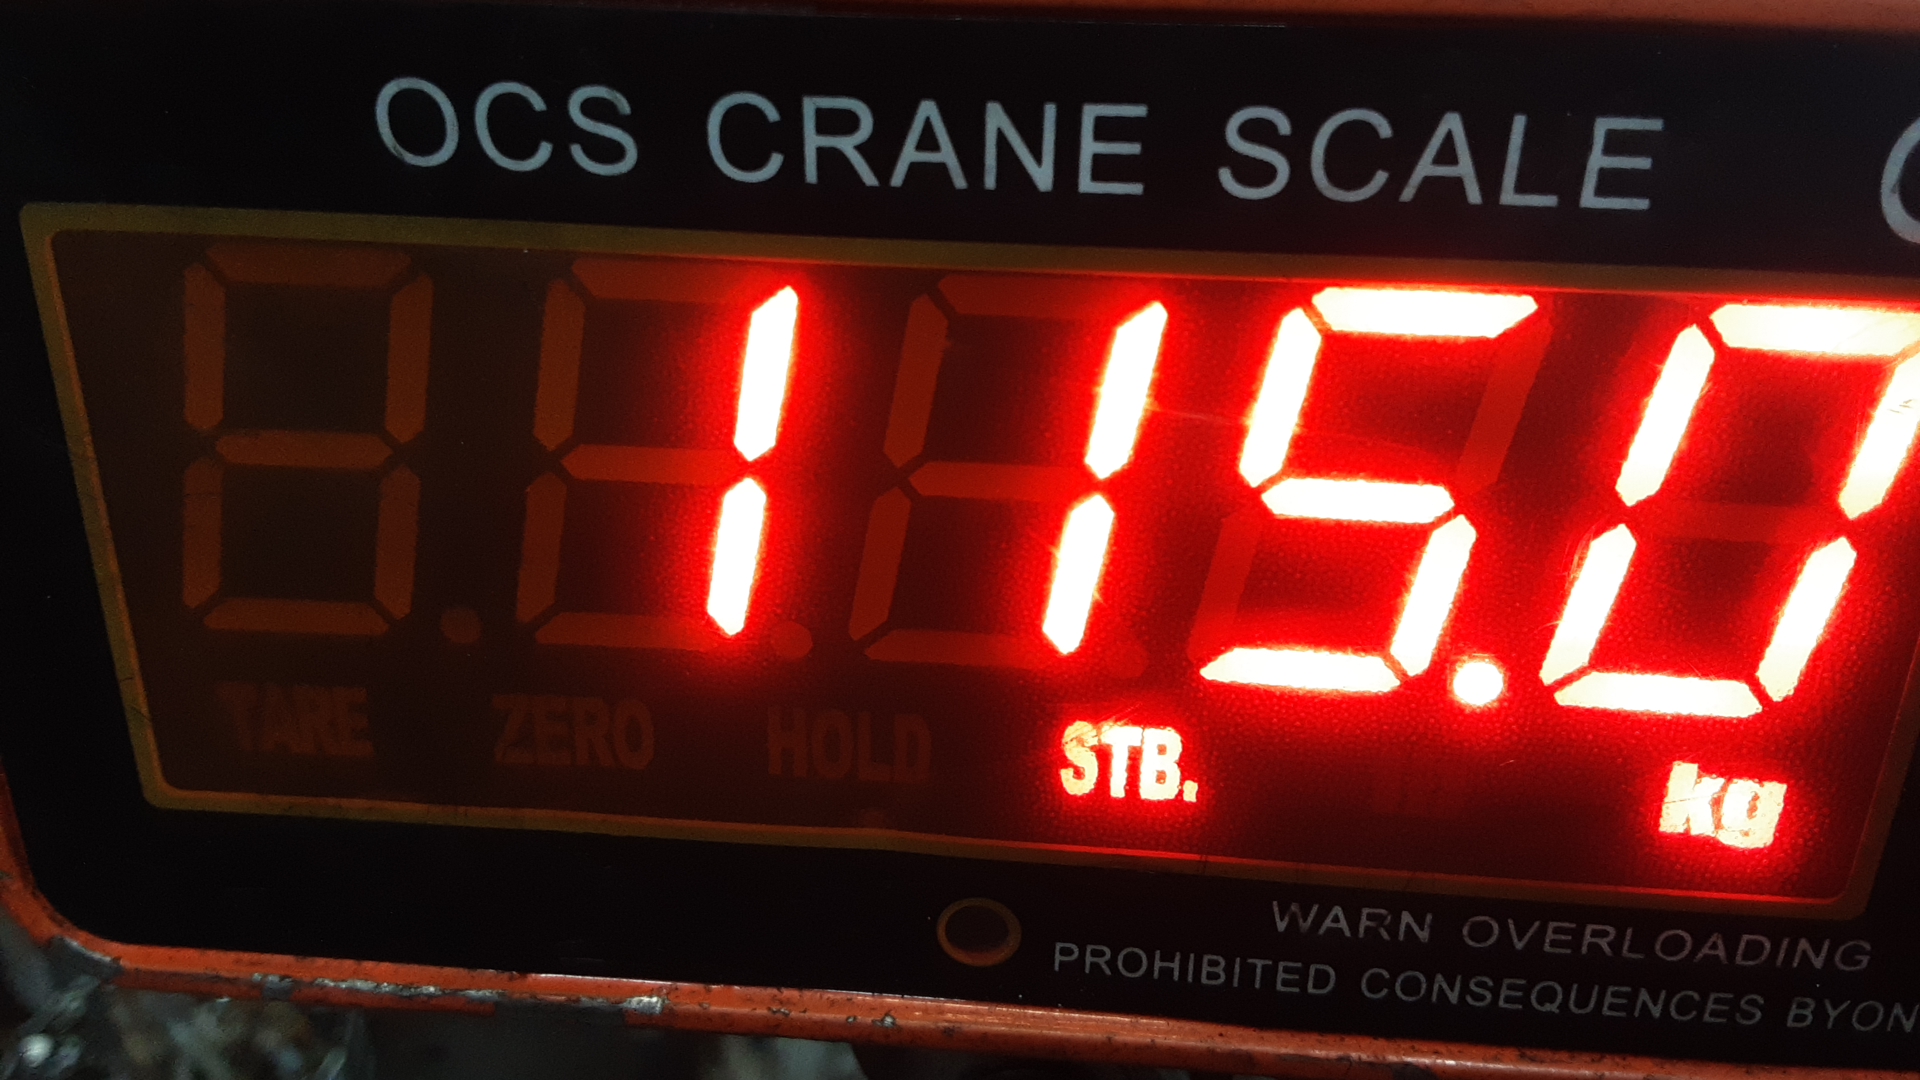 OCS CRANE SCALE
115.0
TARE ZERO HOLD STB. kg
WARN OVERLOADING
PROHIBITED CONSEQUENCES BYON